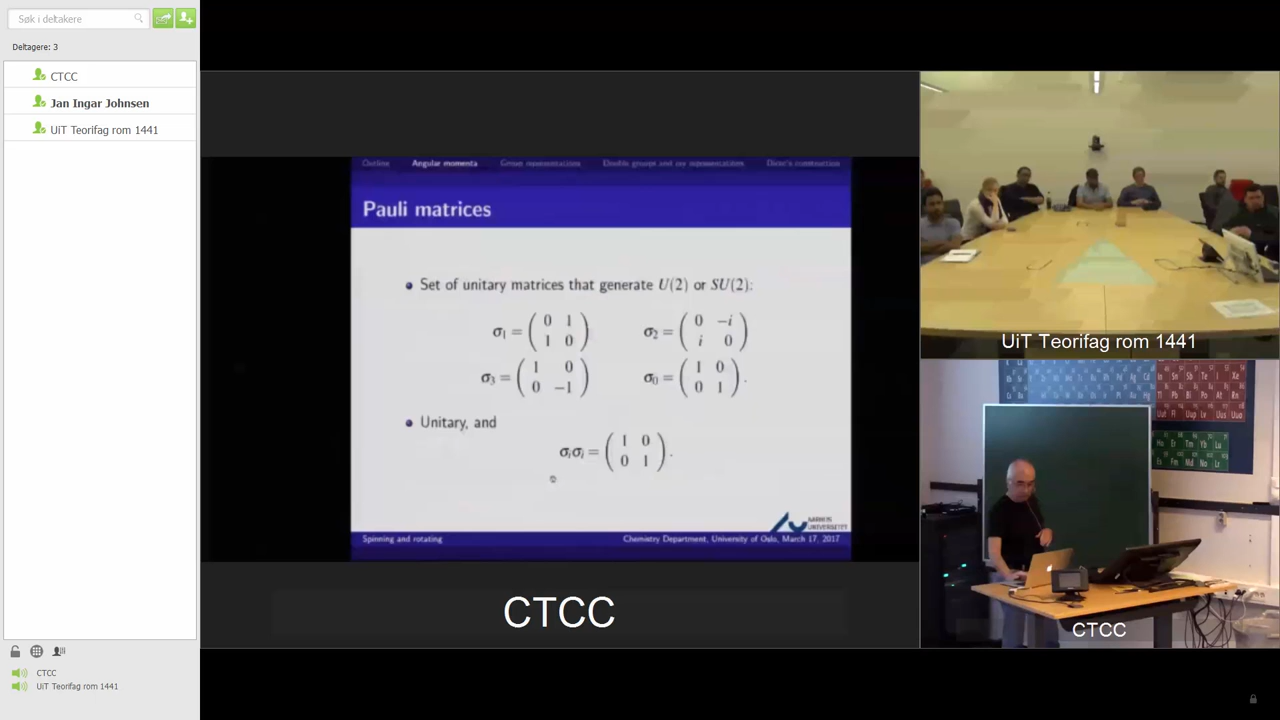 Søk i deltakere
Deltagere: 3
CTCC
Jan Ingar Johnsen
UiT Teorifag rom 1441
CTCC
UiT Teorifag rom 1441
Outline Angular momenta Group representations Double groups and ray representations
Pauli matrices
Set of unitary matrices that generate U(2) or SU(2):
σ₁ = ( 0 1 ; 1 0 ) σ₂ = ( 0 −i ; i 0 )
σ₃ = ( 1 0 ; 0 −1 ) σ₀ = ( 1 0 ; 0 1 ).
Unitary, and
σᵢσᵢ = ( 1 0 ; 0 1 ).
AARHUS
UNIVERSITET
Spinning and rotating Chemistry Department, University of Oslo, March 17, 2017
CTCC
UiT Teorifag rom 1441
CTCC